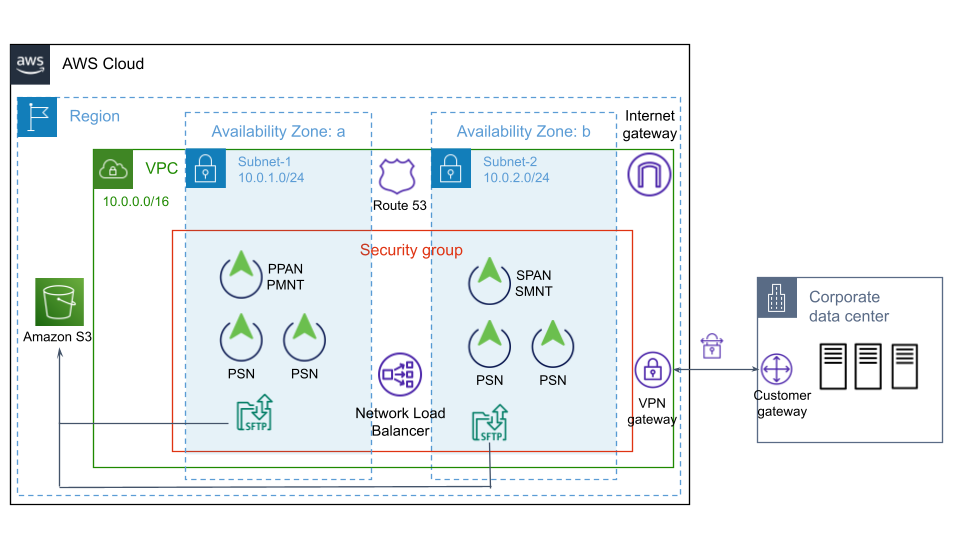 aws
AWS Cloud
Region
Availability Zone: a
Availability Zone: b
Internet
gateway
VPC
10.0.0.0/16
Subnet-1
10.0.1.0/24
Route 53
Subnet-2
10.0.2.0/24
Security group
PPAN
PMNT
SPAN
SMNT
PSN
PSN
PSN
PSN
Amazon S3
SFTP
Network Load
Balancer
SFTP
VPN
gateway
Corporate
data center
Customer
gateway